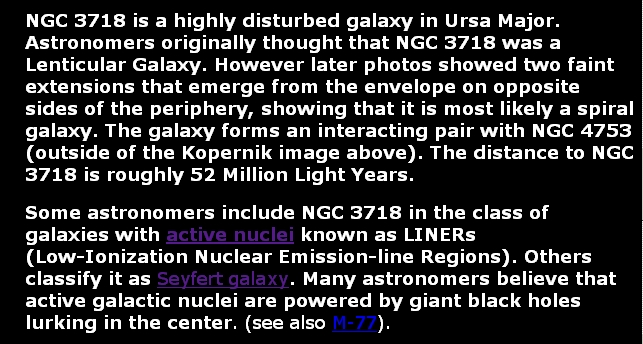 NGC 3718 is a highly disturbed galaxy in Ursa Major.
Astronomers originally thought that NGC 3718 was a
Lenticular Galaxy. However later photos showed two faint
extensions that emerge from the envelope on opposite
sides of the periphery, showing that it is most likely a spiral
galaxy. The galaxy forms an interacting pair with NGC 4753
(outside of the Kopernik image above). The distance to NGC
3718 is roughly 52 Million Light Years.
Some astronomers include NGC 3718 in the class of
galaxies with active nuclei known as LINERs
(Low-Ionization Nuclear Emission-line Regions). Others
classify it as Seyfert galaxy. Many astronomers believe that
active galactic nuclei are powered by giant black holes
lurking in the center. (see also M-77).